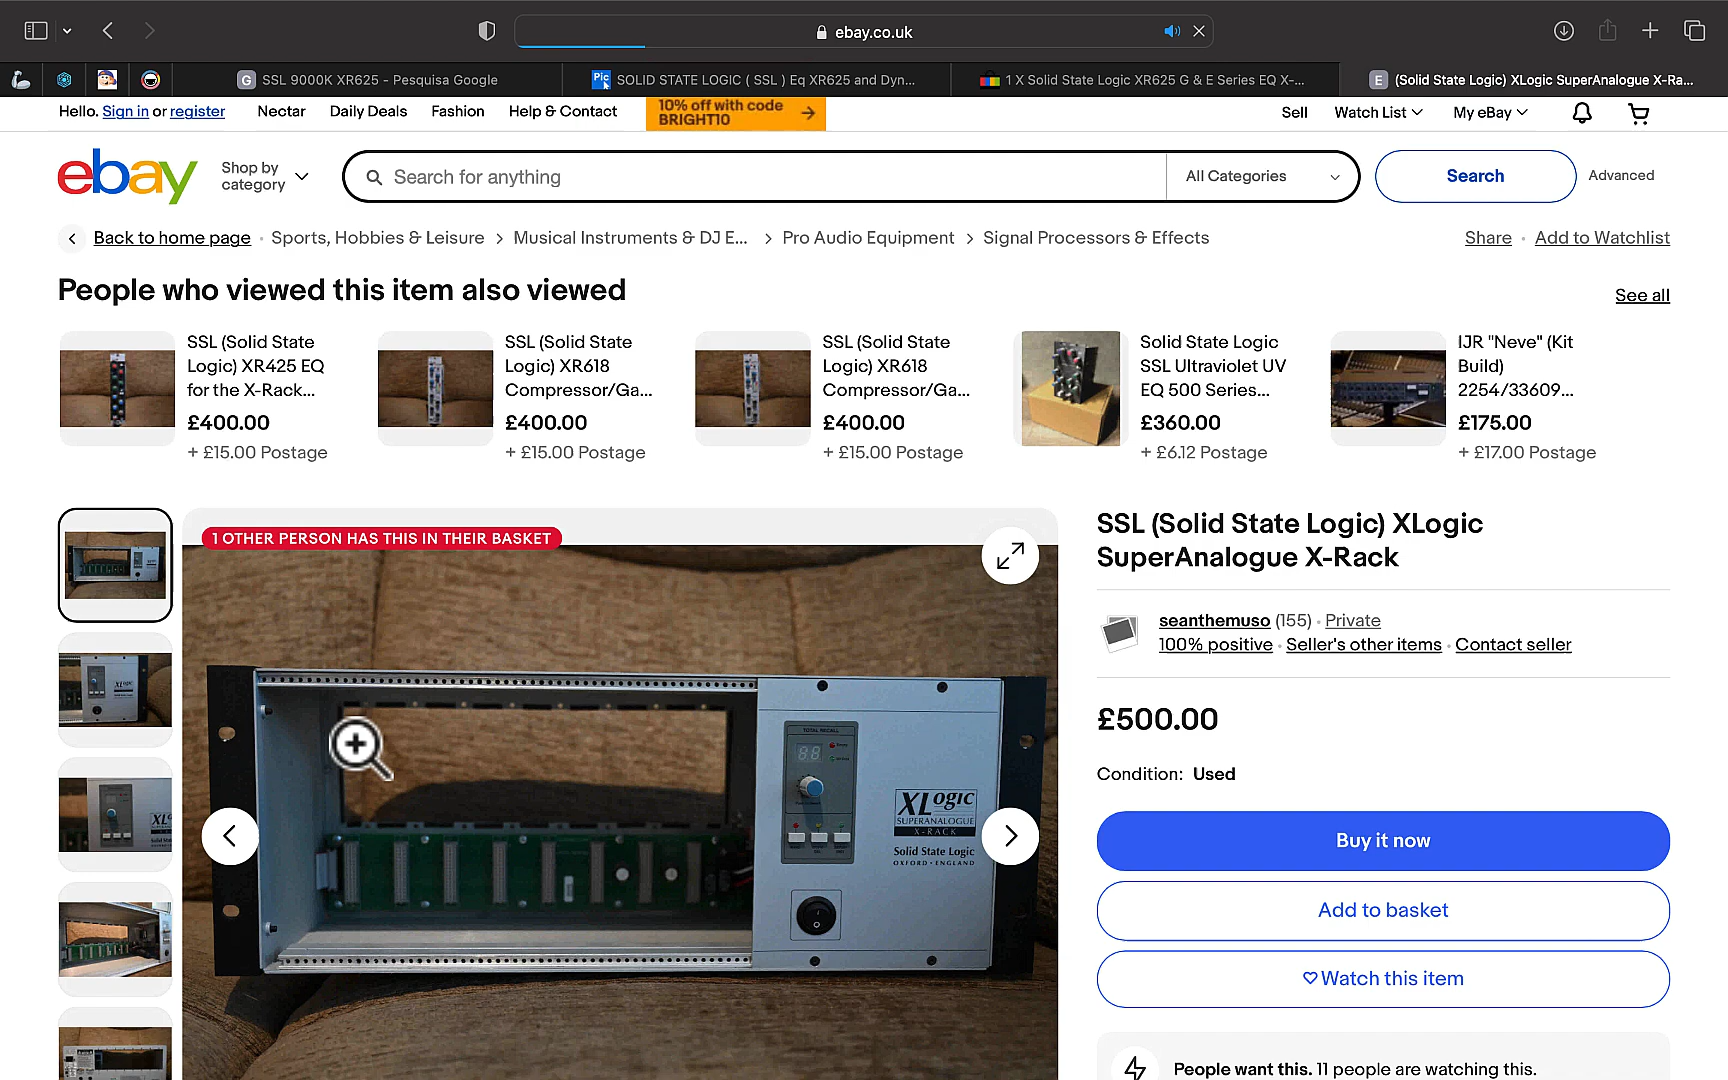 ebay.co.uk
SSL 9000K XR625 - Pesquisa Google
SOLID STATE LOGIC ( SSL ) Eq XR625 and Dyn...
1 X Solid State Logic XR625 G & E Series EQ X-...
(Solid State Logic) XLogic SuperAnalogue X-Ra...
Hello. Sign in or register
Nectar
Daily Deals
Fashion
Help & Contact
10% off with code
BRIGHT10
Sell
Watch List
My eBay
ebay
Shop by
category
Search for anything
All Categories
Search
Advanced
Back to home page
Sports, Hobbies & Leisure
Musical Instruments & DJ E...
Pro Audio Equipment
Signal Processors & Effects
Share
Add to Watchlist
People who viewed this item also viewed
See all
SSL (Solid State
Logic) XR425 EQ
for the X-Rack...
£400.00
+ £15.00 Postage
SSL (Solid State
Logic) XR618
Compressor/Ga...
£400.00
+ £15.00 Postage
SSL (Solid State
Logic) XR618
Compressor/Ga...
£400.00
+ £15.00 Postage
Solid State Logic
SSL Ultraviolet UV
EQ 500 Series...
£360.00
+ £6.12 Postage
IJR "Neve" (Kit
Build)
2254/33609...
£175.00
+ £17.00 Postage
1 OTHER PERSON HAS THIS IN THEIR BASKET
TOTAL RECALL
XLOGIC
SUPERANALOGUE
X-RACK
Solid State Logic
OXFORD • ENGLAND
SSL (Solid State Logic) XLogic
SuperAnalogue X-Rack
seanthemuso (155) • Private
100% positive • Seller's other items • Contact seller
£500.00
Condition: Used
Buy it now
Add to basket
Watch this item
People want this. 11 people are watching this.